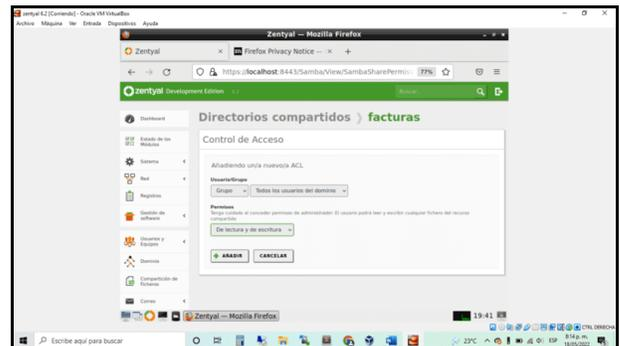 zentyal 6.2 [Corriendo] - Oracle VM VirtualBox
Archivo Máquina Ver Entrada Dispositivos Ayuda
Zentyal — Mozilla Firefox
Zentyal
Firefox Privacy Notice —
https://localhost:8443/Samba/View/SambaSharePermis
77%
zentyal Development Edition
Buscar...
Dashboard
Estado de los Módulos
Sistema
Red
Registros
Gestión de software
Usuarios y Equipos
Dominio
Compartición de Ficheros
Correo
Directorios compartidos facturas
Control de Acceso
Añadiendo un/a nuevo/a ACL
Usuario/Grupo
Grupo Todos los usuarios del dominio
Permisos
Tenga cuidado al conceder permisos de administrador. El usuario podrá leer y escribir cualquier fichero del recurso compartido
De lectura y de escritura
+ AÑADIR
CANCELAR
Zentyal — Mozilla Firefox
19:41
CTRL DERECHA
Escribe aquí para buscar
23°C
ESP
8:14 p. m.
18/05/2022